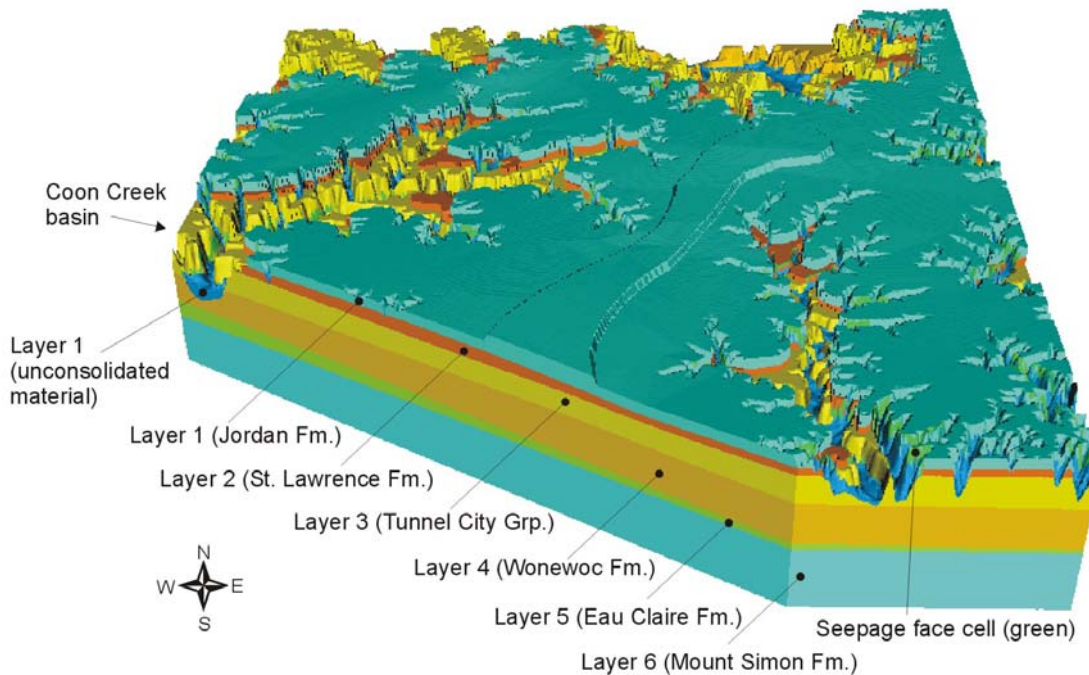 Coon Creek
basin
Layer 1
(unconsolidated
material)
Layer 1 (Jordan Fm.)
Layer 2 (St. Lawrence Fm.)
Layer 3 (Tunnel City Grp.)
Layer 4 (Wonewoc Fm.)
Layer 5 (Eau Claire Fm.)
Layer 6 (Mount Simon Fm.)
Seepage face cell (green)
N
W E
S